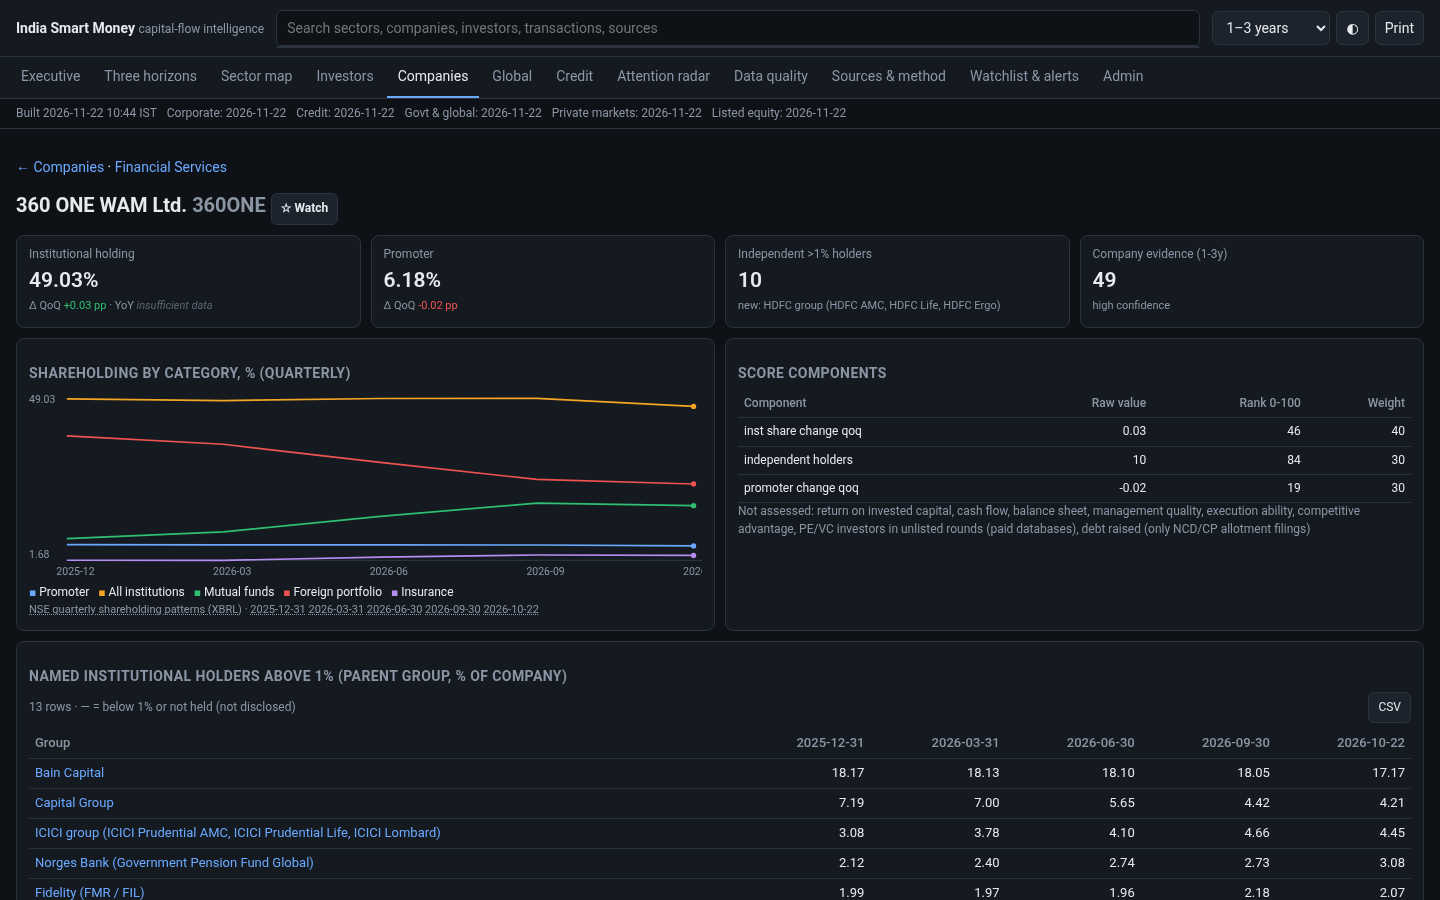 India Smart Money capital-flow intelligence
Search sectors, companies, investors, transactions, sources
1–3 years
Print
Executive Three horizons Sector map Investors Companies Global Credit Attention radar Data quality Sources & method Watchlist & alerts Admin
Built 2026-11-22 10:44 IST Corporate: 2026-11-22 Credit: 2026-11-22 Govt & global: 2026-11-22 Private markets: 2026-11-22 Listed equity: 2026-11-22
← Companies · Financial Services
360 ONE WAM Ltd. 360ONE ☆ Watch
Institutional holding
49.03%
Δ QoQ +0.03 pp · YoY insufficient data
Promoter
6.18%
Δ QoQ -0.02 pp
Independent >1% holders
10
new: HDFC group (HDFC AMC, HDFC Life, HDFC Ergo)
Company evidence (1-3y)
49
high confidence
SHAREHOLDING BY CATEGORY, % (QUARTERLY)
49.03
1.68
2025-12 2026-03 2026-06 2026-09 202
Promoter All institutions Mutual funds Foreign portfolio Insurance
NSE quarterly shareholding patterns (XBRL) · 2025-12-31 2026-03-31 2026-06-30 2026-09-30 2026-10-22
SCORE COMPONENTS
Component Raw value Rank 0-100 Weight
inst share change qoq 0.03 46 40
independent holders 10 84 30
promoter change qoq -0.02 19 30
Not assessed: return on invested capital, cash flow, balance sheet, management quality, execution ability, competitive
advantage, PE/VC investors in unlisted rounds (paid databases), debt raised (only NCD/CP allotment filings)
NAMED INSTITUTIONAL HOLDERS ABOVE 1% (PARENT GROUP, % OF COMPANY)
13 rows · — = below 1% or not held (not disclosed)
CSV
Group 2025-12-31 2026-03-31 2026-06-30 2026-09-30 2026-10-22
Bain Capital 18.17 18.13 18.10 18.05 17.17
Capital Group 7.19 7.00 5.65 4.42 4.21
ICICI group (ICICI Prudential AMC, ICICI Prudential Life, ICICI Lombard) 3.08 3.78 4.10 4.66 4.45
Norges Bank (Government Pension Fund Global) 2.12 2.40 2.74 2.73 3.08
Fidelity (FMR / FIL) 1.99 1.97 1.96 2.18 2.07